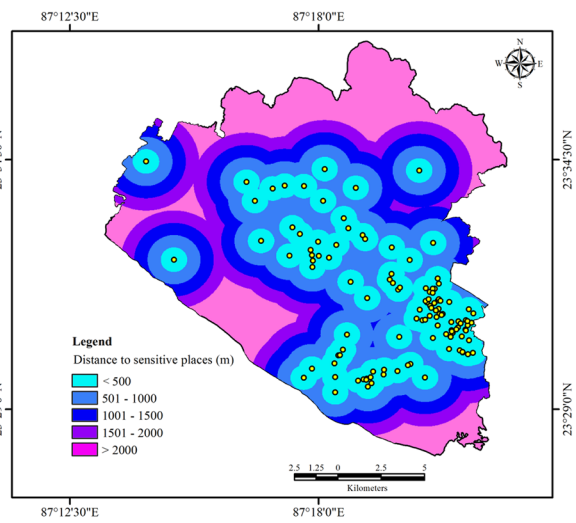 87°12'30"E 87°18'0"E
N
W E
S
23°34'30"N
Legend
Distance to sensitive places (m)
< 500
501 - 1000
1001 - 1500
1501 - 2000
> 2000
23°29'0"N
2.5 1.25 0 2.5 5
Kilometers
87°12'30"E 87°18'0"E